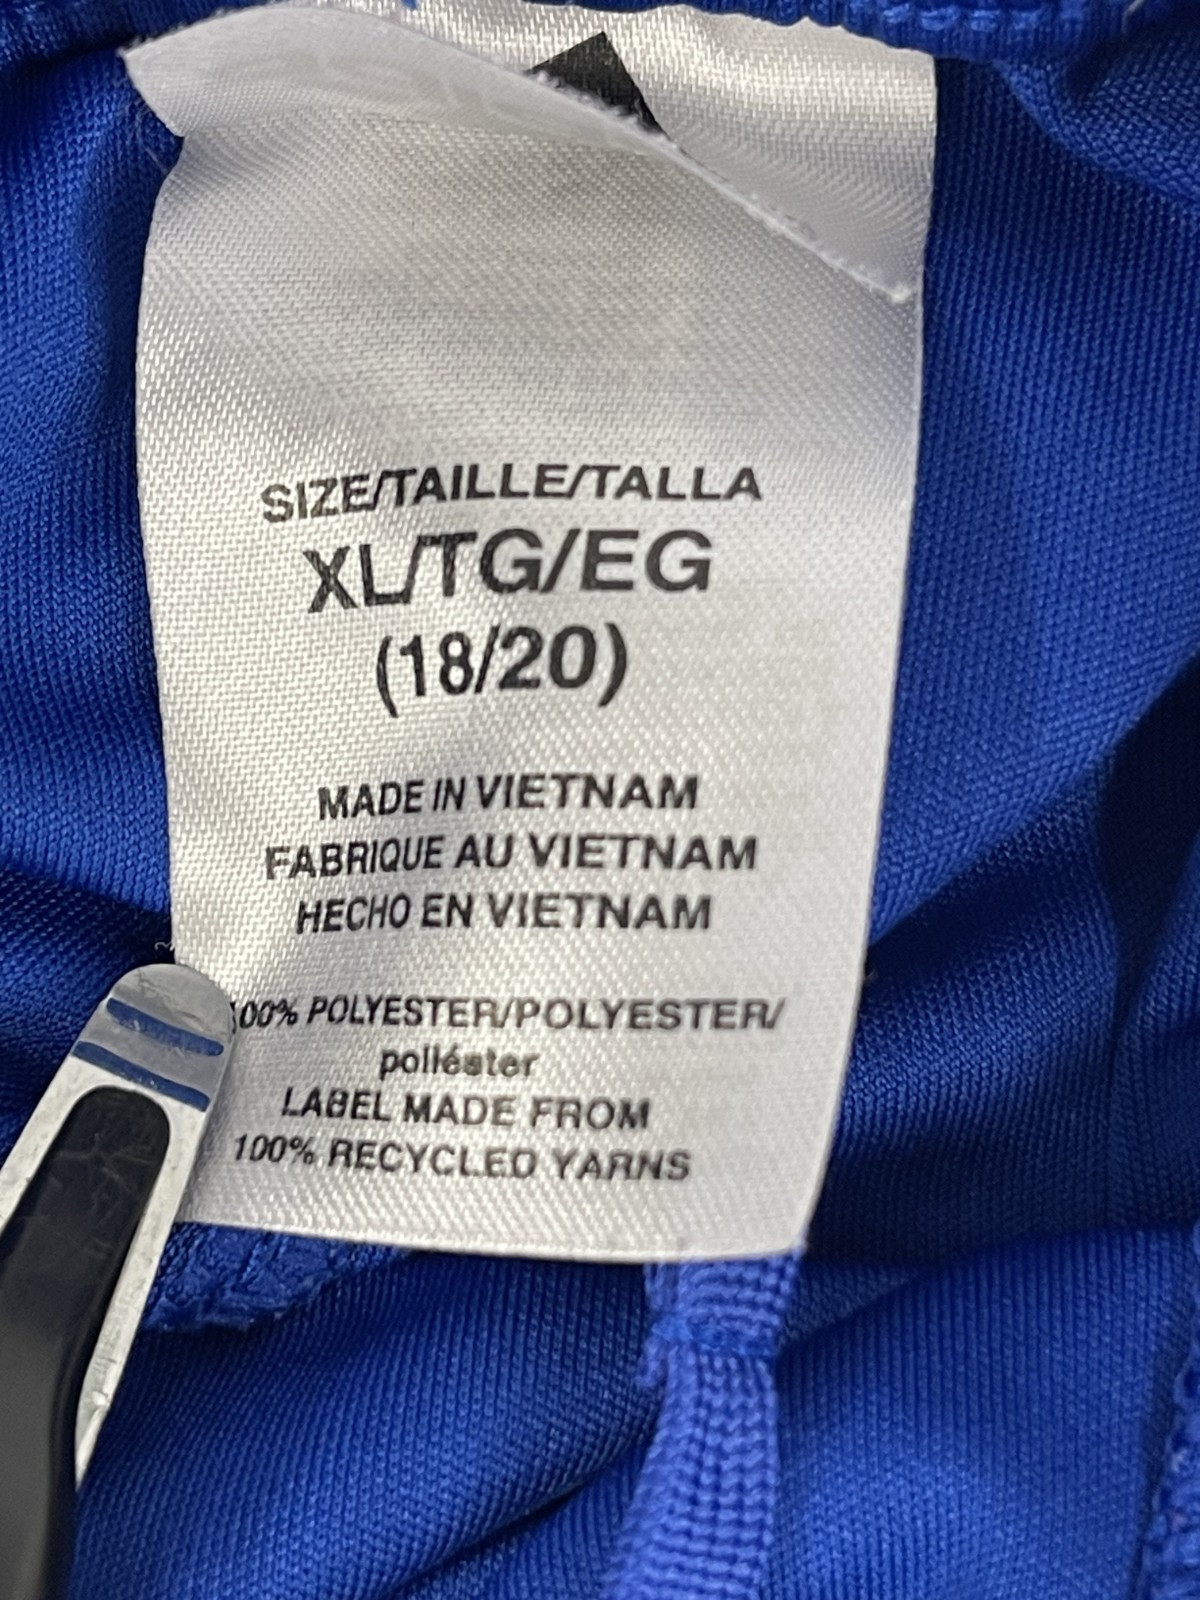 SIZE/TAILLE/TALLA
XL/TG/EG
(18/20)
MADE IN VIETNAM
FABRIQUE AU VIETNAM
HECHO EN VIETNAM
100% POLYESTER/POLYESTER/
poliéster
LABEL MADE FROM
100% RECYCLED YARNS